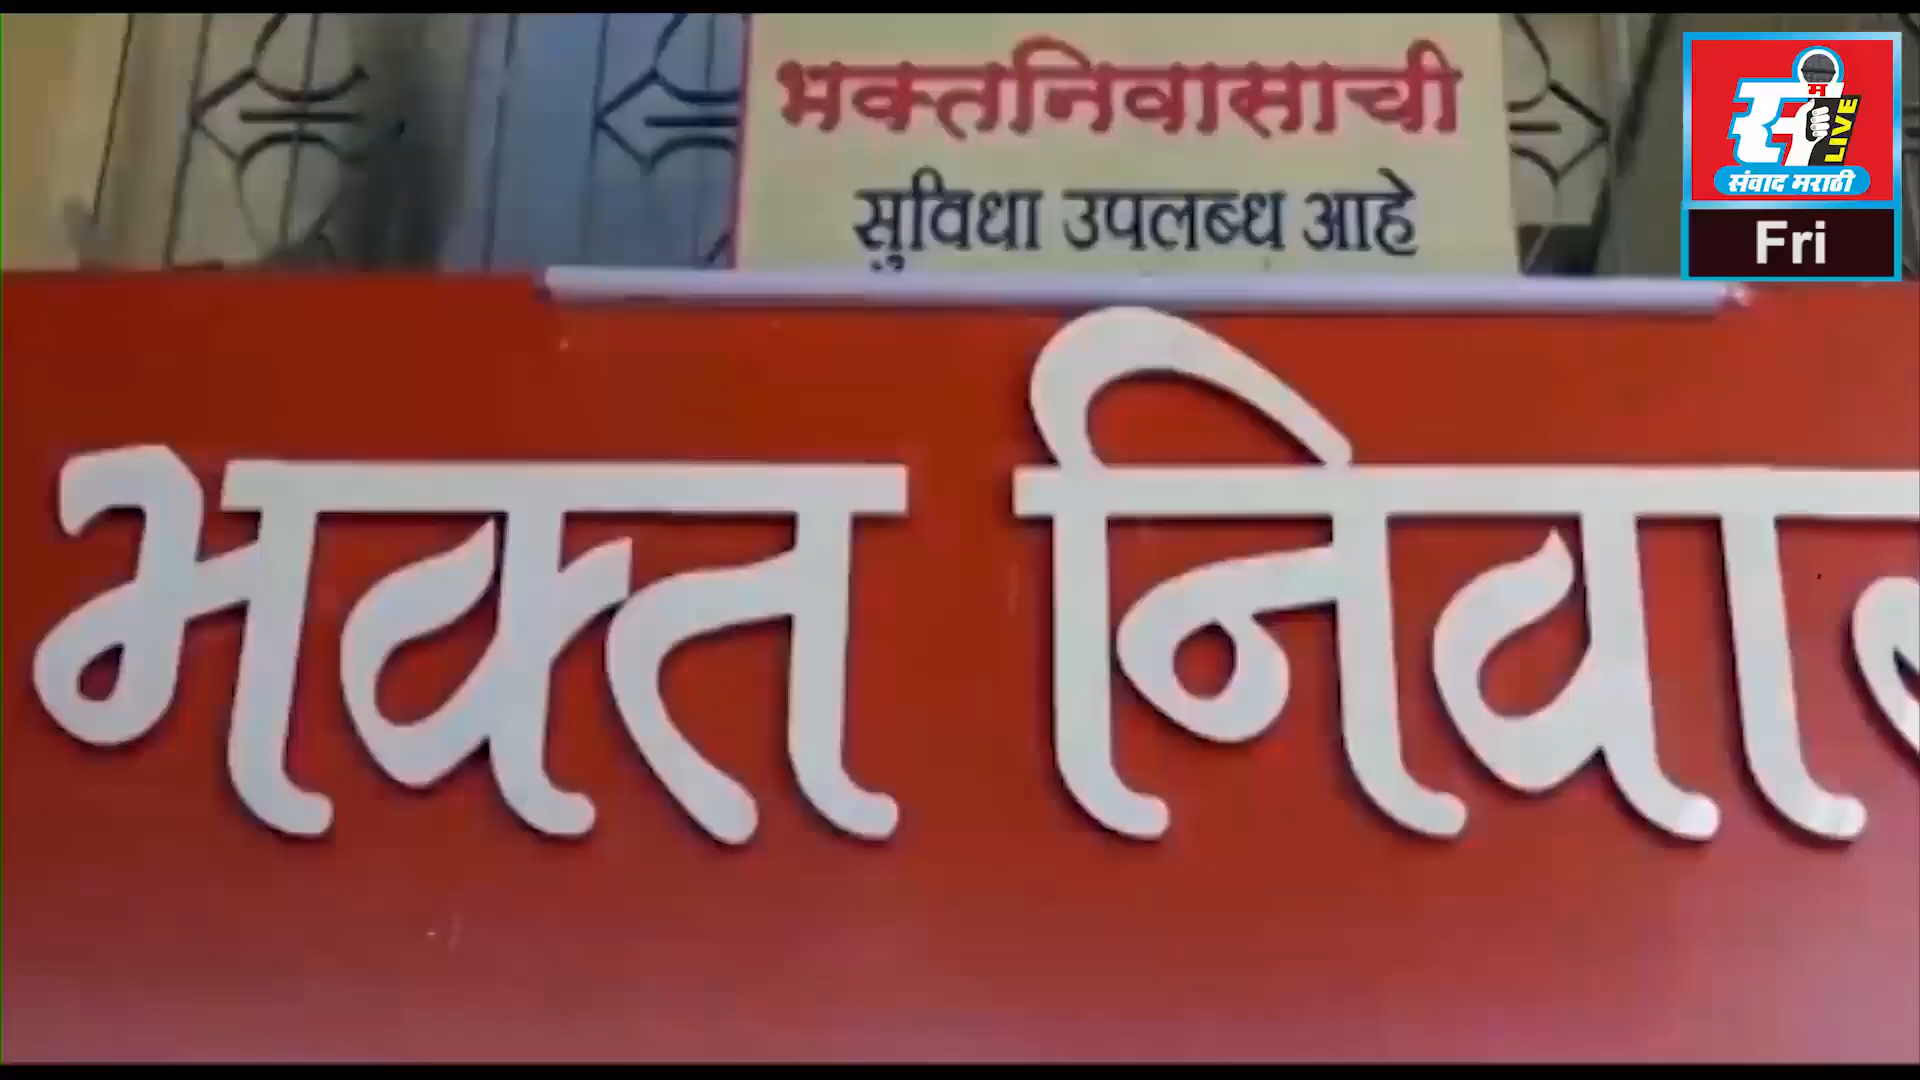 भक्तनिवासाची
सुविधा उपलब्ध आहे
भक्त निवा
स
म
LIVE
संवाद मराठी
Fri